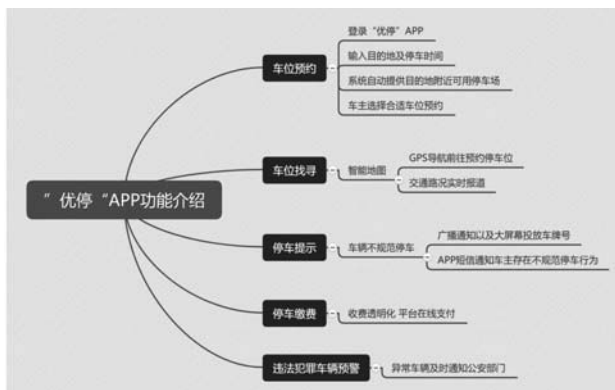 ”优停“APP功能介绍
车位预约
登录“优停”APP
输入目的地及停车时间
系统自动提供目的地附近可用停车场
车主选择合适车位预约
车位找寻
智能地图
GPS导航前往预约停车位
交通路况实时报道
停车提示
车辆不规范停车
广播通知以及大屏幕投放车牌号
APP短信通知车主存在不规范停车行为
停车缴费
收费透明化 平台在线支付
违法犯罪车辆预警
异常车辆及时通知公安部门